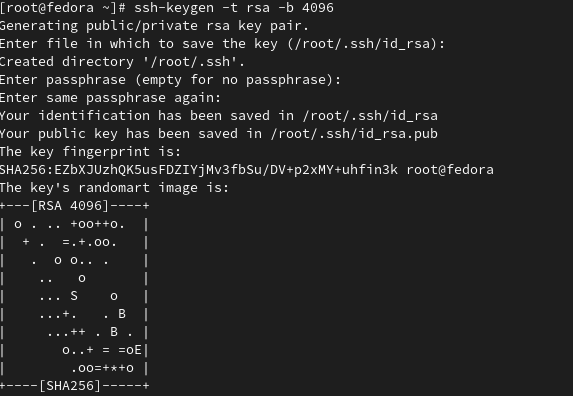 [root@fedora ~]# ssh-keygen -t rsa -b 4096
Generating public/private rsa key pair.
Enter file in which to save the key (/root/.ssh/id_rsa):
Created directory '/root/.ssh'.
Enter passphrase (empty for no passphrase):
Enter same passphrase again:
Your identification has been saved in /root/.ssh/id_rsa
Your public key has been saved in /root/.ssh/id_rsa.pub
The key fingerprint is:
SHA256:EZbXJUzhQK5usFDZIYjMv3fbSu/DV+p2xMY+uhfin3k root@fedora
The key's randomart image is:
+---[RSA 4096]----+
| o . .. +oo++o.  |
|  + .  =.+.oo.   |
|   .  o o.. .    |
|    ..   o       |
|    ... S    o   |
|    ...+.   . B  |
|     ...++ . B . |
|       o..+ = =oE|
|        .oo=+*+o |
+----[SHA256]-----+